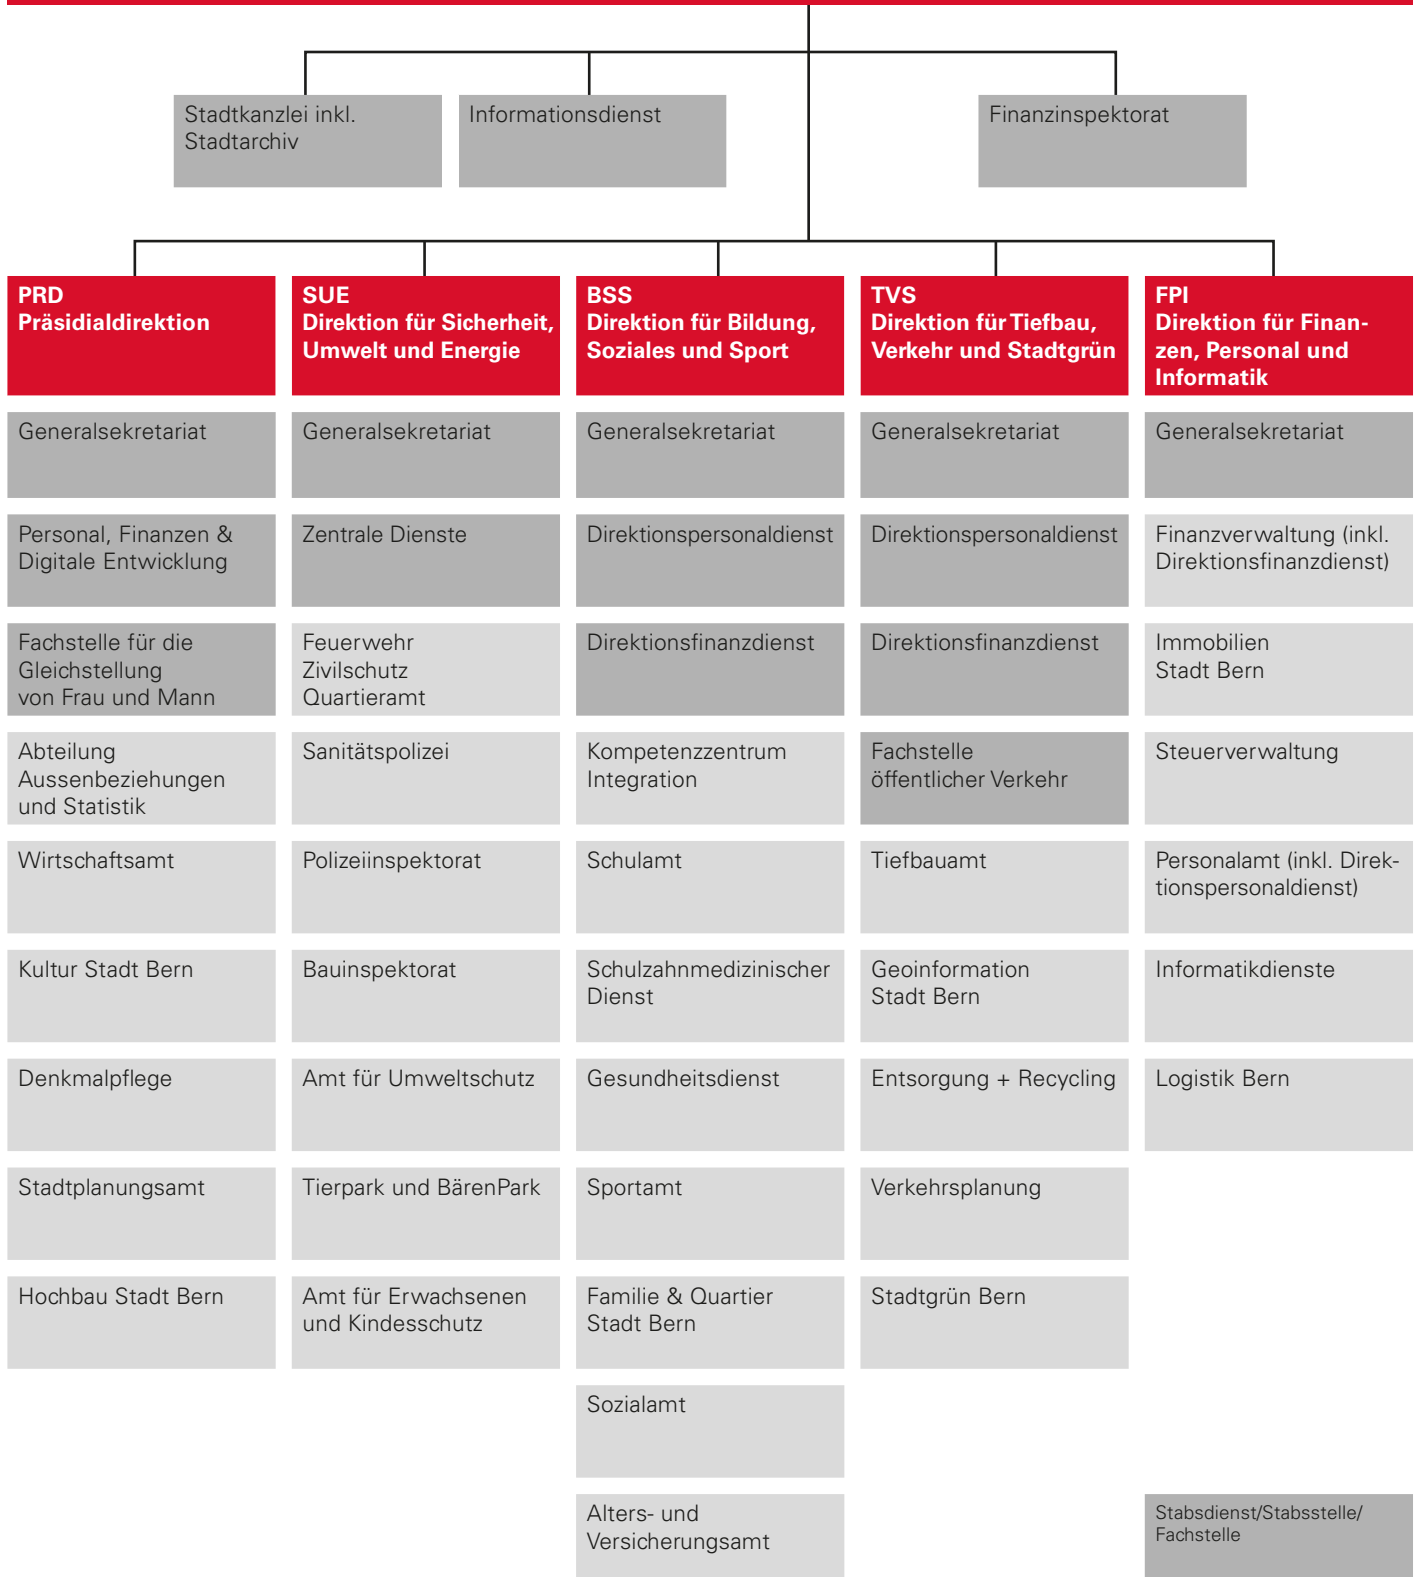 Stadtkanzlei inkl.
Stadtarchiv
Informationsdienst
Finanzinspektorat
PRD
Präsidialdirektion
SUE
Direktion für Sicherheit,
Umwelt und Energie
BSS
Direktion für Bildung,
Soziales und Sport
TVS
Direktion für Tiefbau,
Verkehr und Stadtgrün
FPI
Direktion für Finan-
zen, Personal und
Informatik
Generalsekretariat
Generalsekretariat
Generalsekretariat
Generalsekretariat
Generalsekretariat
Personal, Finanzen &
Digitale Entwicklung
Zentrale Dienste
Direktionspersonaldienst
Direktionspersonaldienst
Finanzverwaltung (inkl.
Direktionsfinanzdienst)
Fachstelle für die
Gleichstellung
von Frau und Mann
Feuerwehr
Zivilschutz
Quartieramt
Direktionsfinanzdienst
Direktionsfinanzdienst
Immobilien
Stadt Bern
Abteilung
Aussenbeziehungen
und Statistik
Sanitätspolizei
Kompetenzzentrum
Integration
Fachstelle
öffentlicher Verkehr
Steuerverwaltung
Wirtschaftsamt
Polizeiinspektorat
Schulamt
Tiefbauamt
Personalamt (inkl. Direk-
tionspersonaldienst)
Kultur Stadt Bern
Bauinspektorat
Schulzahnmedizinischer
Dienst
Geoinformation
Stadt Bern
Informatikdienste
Denkmalpflege
Amt für Umweltschutz
Gesundheitsdienst
Entsorgung + Recycling
Logistik Bern
Stadtplanungsamt
Tierpark und BärenPark
Sportamt
Verkehrsplanung
Hochbau Stadt Bern
Amt für Erwachsenen
und Kindesschutz
Familie & Quartier
Stadt Bern
Stadtgrün Bern
Sozialamt
Alters- und
Versicherungsamt
Stabsdienst/Stabsstelle/
Fachstelle